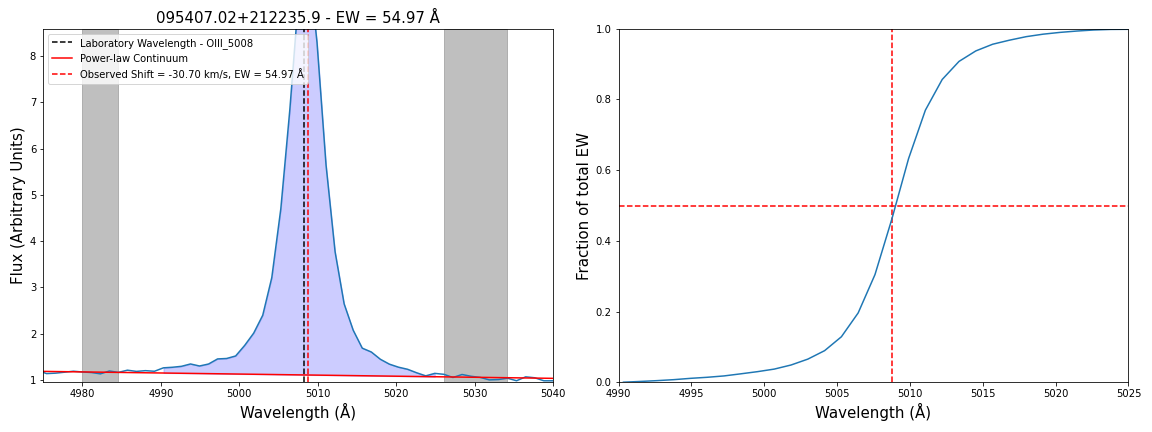 095407.02+212235.9 - EW = 54.97 Å
Laboratory Wavelength - OIII_5008
Power-law Continuum
Observed Shift = -30.70 km/s, EW = 54.97 Å
Flux (Arbitrary Units)
8
7
6
5
4
3
2
1
4980 4990 5000 5010 5020 5030 5040
Wavelength (Å)
Fraction of total EW
1.0
0.8
0.6
0.4
0.2
0.0
4990 4995 5000 5005 5010 5015 5020 5025
Wavelength (Å)